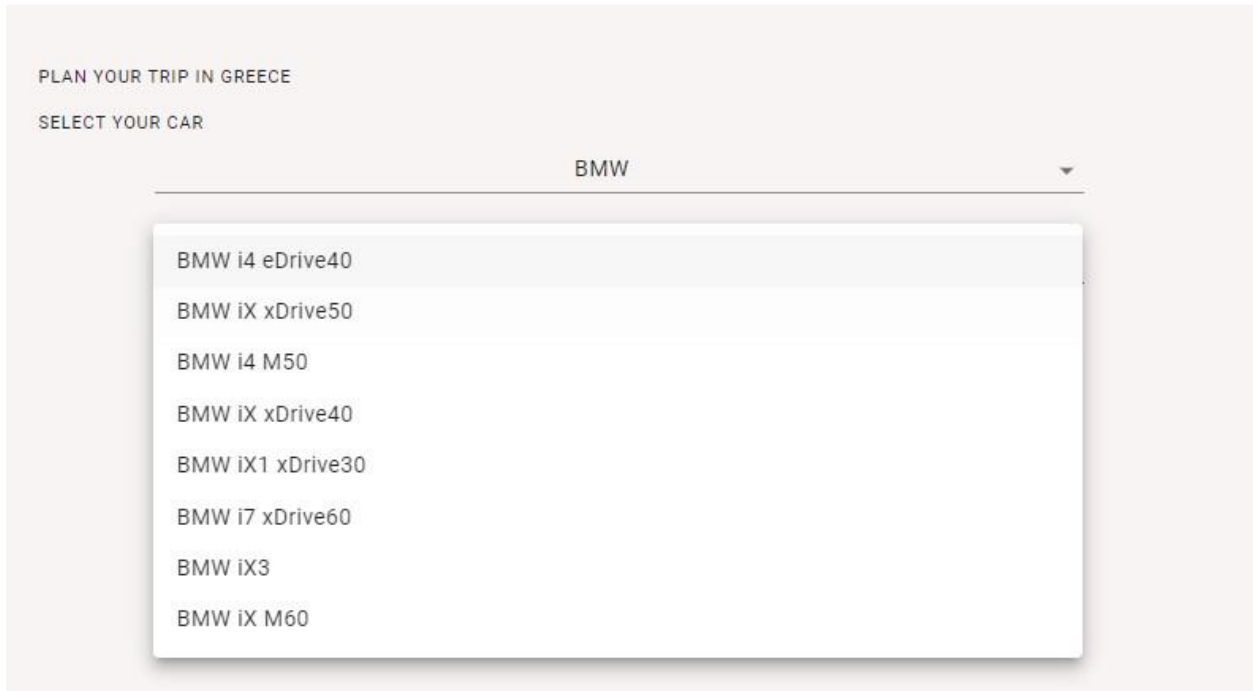 PLAN YOUR TRIP IN GREECE
SELECT YOUR CAR
BMW
BMW i4 eDrive40
BMW iX xDrive50
BMW i4 M50
BMW iX xDrive40
BMW iX1 xDrive30
BMW i7 xDrive60
BMW iX3
BMW iX M60